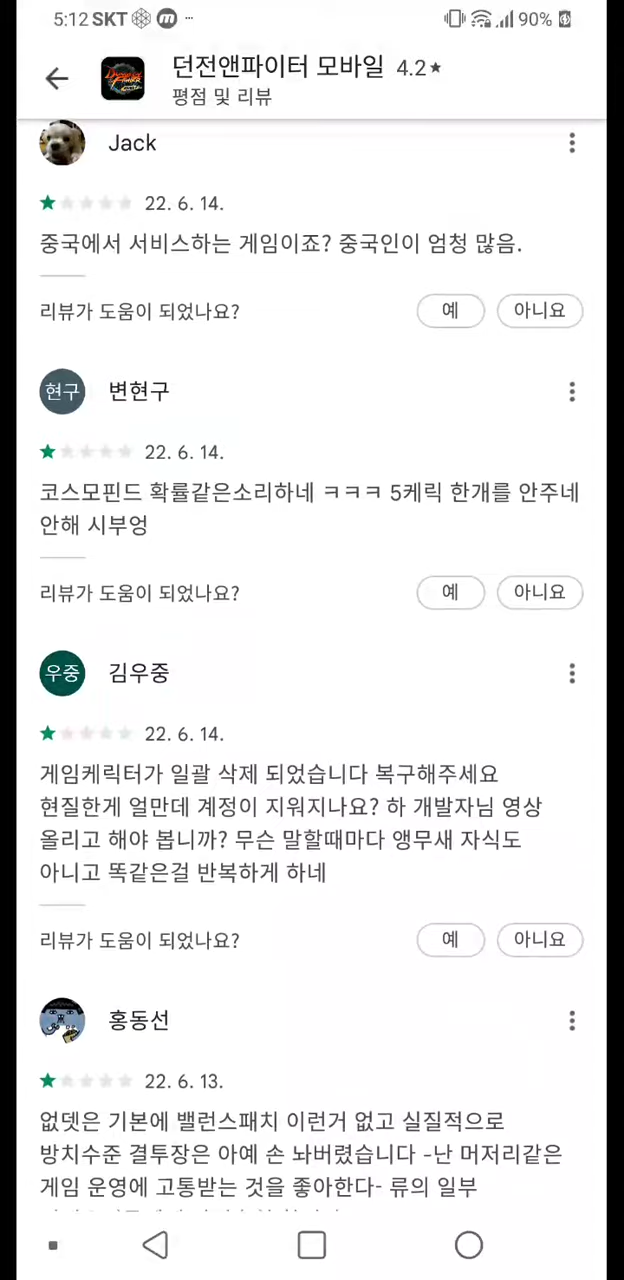 5:12 SKT m ··· 90%
던전앤파이터 모바일 4.2★
평점 및 리뷰
Jack
22. 6. 14.
중국에서 서비스하는 게임이죠? 중국인이 엄청 많음.
리뷰가 도움이 되었나요? 예 아니요
현구 변현구
22. 6. 14.
코스모핀드 확률같은소리하네 ㅋㅋㅋ 5케릭 한개를 안주네
안해 시부엉
리뷰가 도움이 되었나요? 예 아니요
우중 김우중
22. 6. 14.
게임케릭터가 일괄 삭제 되었습니다 복구해주세요
현질한게 얼만데 계정이 지워지나요? 하 개발자님 영상
올리고 해야 봅니까? 무슨 말할때마다 앵무새 자식도
아니고 똑같은걸 반복하게 하네
리뷰가 도움이 되었나요? 예 아니요
홍동선
22. 6. 13.
없뎃은 기본에 밸런스패치 이런거 없고 실질적으로
방치수준 결투장은 아예 손 놔버렸습니다 -난 머저리같은
게임 운영에 고통받는 것을 좋아한다- 류의 일부